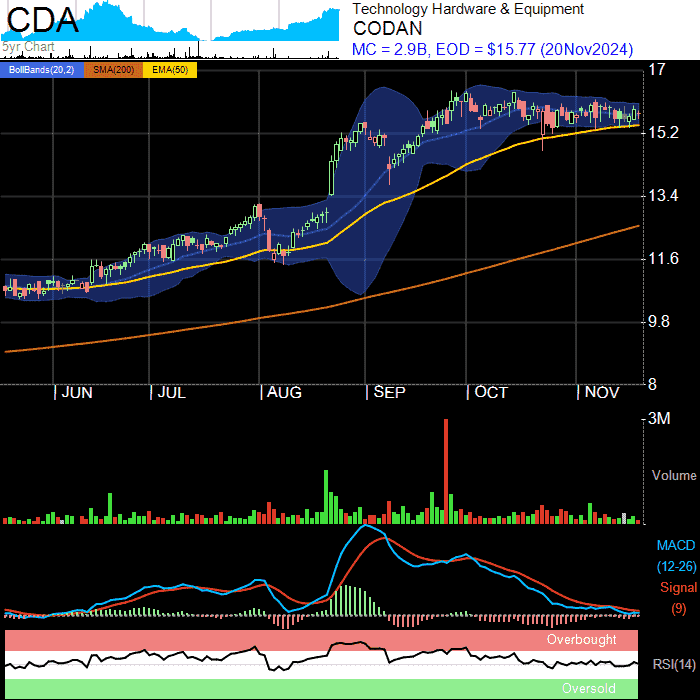 CDA
5yr Chart
Technology Hardware & Equipment
CODAN
MC = 2.9B, EOD = $15.77 (20Nov2024)
BollBands(20,2) SMA(200) EMA(50)
17
15.2
13.4
11.6
9.8
8
JUN JUL AUG SEP OCT NOV
3M
Volume
MACD
(12-26)
Signal
(9)
Overbought
RSI(14)
Oversold